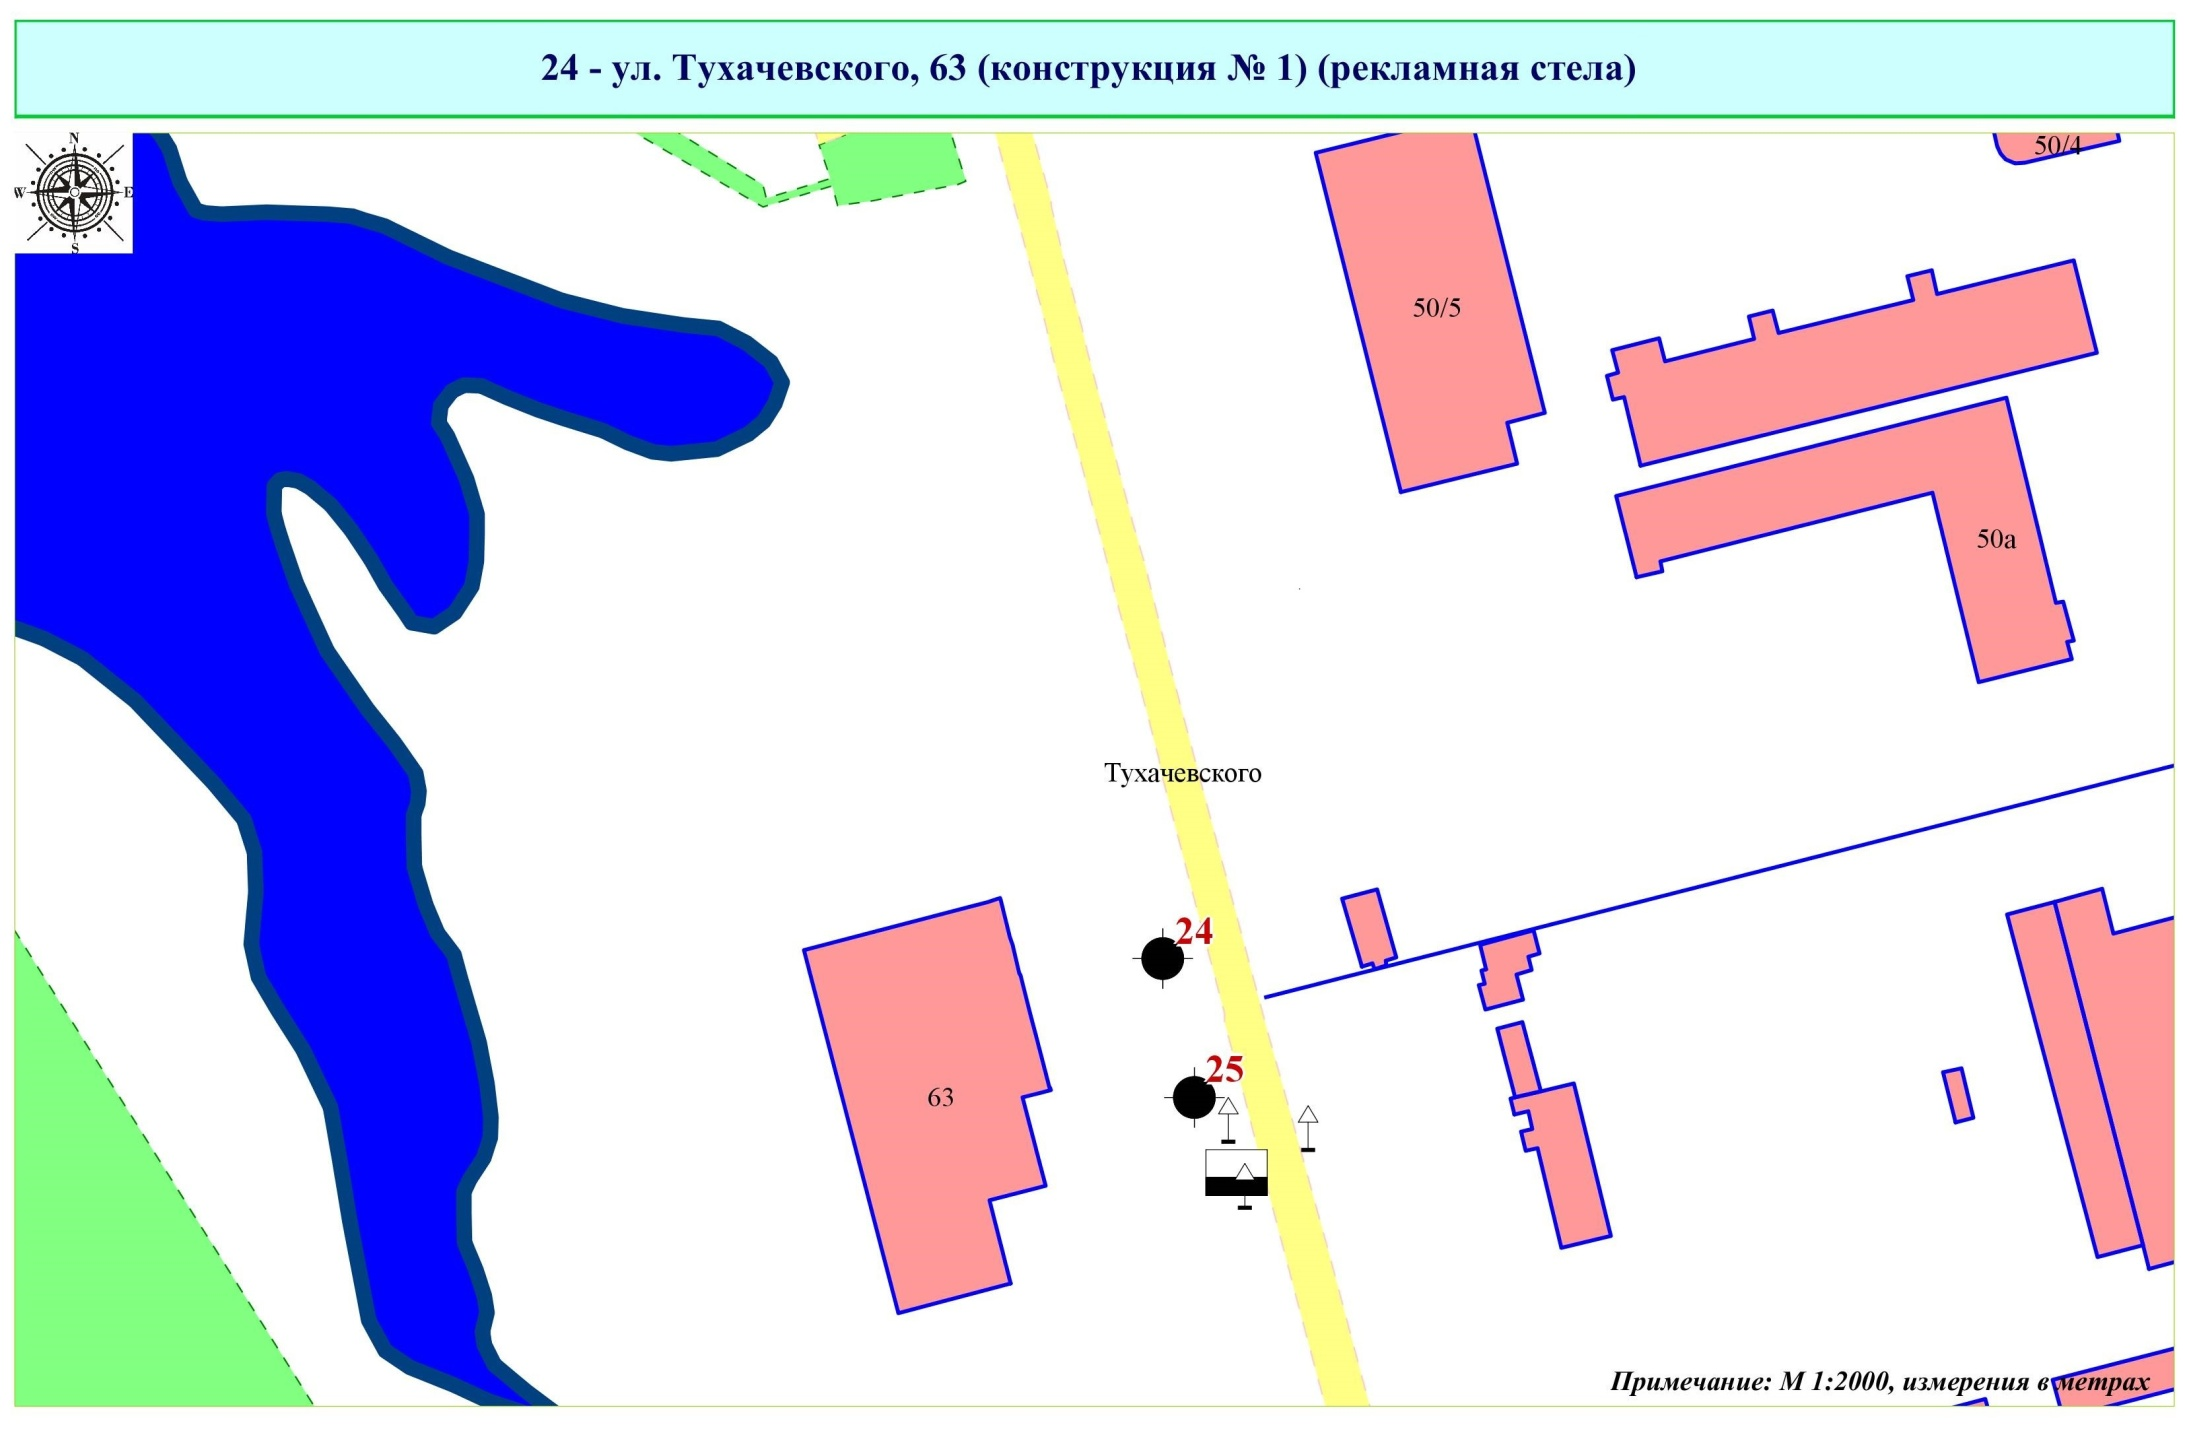 24 - ул. Тухачевского, 63 (конструкция № 1) (рекламная стела)
N
W E
S
50/4
50/5
50а
Тухачевского
24
25
63
Примечание: М 1:2000, измерения в метрах